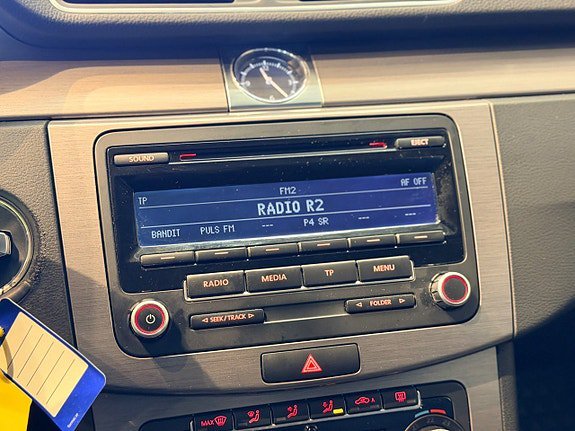 SOUND
EJECT
TP FM2 AF OFF
RADIO R2
BANDIT PULS FM --- P4 SR --- ---
RADIO MEDIA TP MENU
SEEK/TRACK FOLDER
MAX A